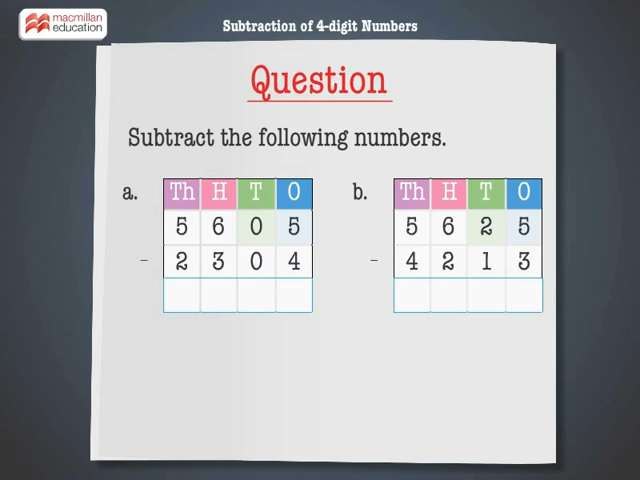 macmillan
education
Subtraction of 4-digit Numbers
Question
Subtract the following numbers.
a. Th H T O
5 6 0 5
- 2 3 0 4
b. Th H T O
5 6 2 5
- 4 2 1 3